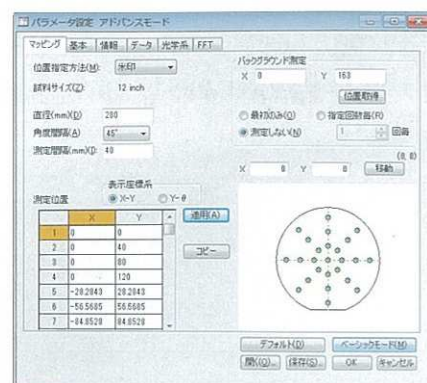 パラメータ設定 アドバンスモード
マッピング 基本 情報 データ 光学系 FFT
位置指定方法(M): 米印
試料サイズ(Z): 12 inch
直径(mm)(D) 280
角度間隔(A) 45°
測定間隔(mm)(I): 40
表示座標系
測定位置 X-Y Y-θ
X Y
1 0 0
2 0 40
3 0 80
4 0 120
5 -28.2843 28.2843
6 -56.5685 56.5685
7 -84.8528 84.8528
適用(A)
コピー
バックグラウンド測定
X 0 Y 160
位置取得
最初のみ(O) 指定回数毎(R)
測定しない(N) 1 回毎
(0, 0)
X 0 Y 0 移動
デフォルト(D) ベーシックモード(M)
開く(O)... 保存(S)... OK キャンセル